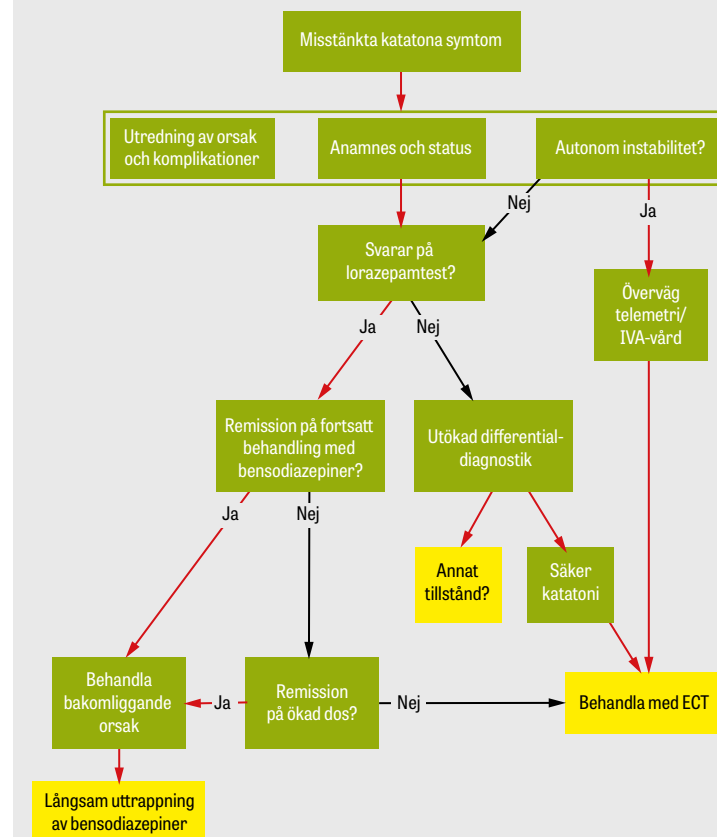 Misstänkta katatona symtom
Utredning av orsak
och komplikationer
Anamnes och status
Autonom instabilitet?
Nej
Ja
Svarar på
lorazepamtest?
Överväg
telemetri/
IVA-vård
Ja
Nej
Remission på fortsatt
behandling med
bensodiazepiner?
Utökad differential-
diagnostik
Ja
Nej
Annat
tillstånd?
Säker
katatoni
Behandla
bakomliggande
orsak
Ja
Remission
på ökad dos?
Nej
Behandla med ECT
Långsam uttrappning
av bensodiazepiner